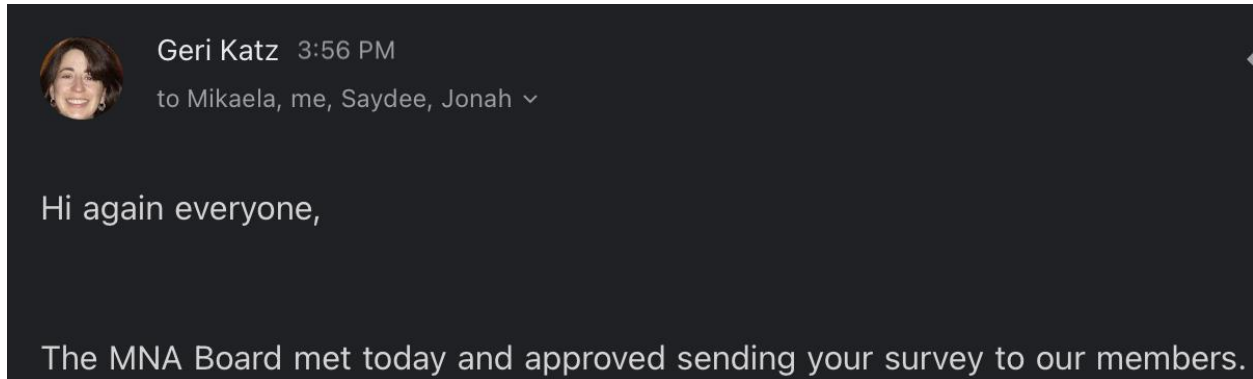 Geri Katz 3:56 PM
to Mikaela, me, Saydee, Jonah
Hi again everyone,
The MNA Board met today and approved sending your survey to our members.